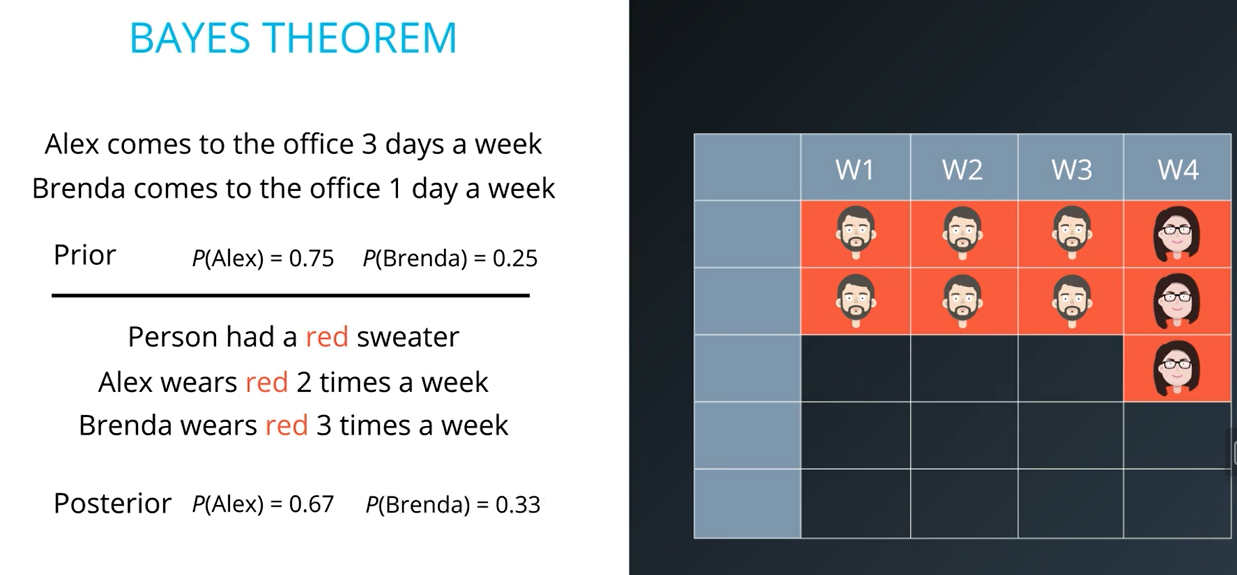 BAYES THEOREM
Alex comes to the office 3 days a week
Brenda comes to the office 1 day a week
Prior P(Alex) = 0.75 P(Brenda) = 0.25
Person had a red sweater
Alex wears red 2 times a week
Brenda wears red 3 times a week
Posterior P(Alex) = 0.67 P(Brenda) = 0.33
W1 W2 W3 W4